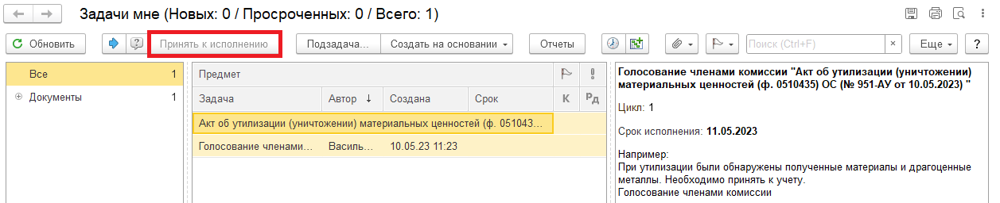 Задачи мне (Новых: 0 / Просроченных: 0 / Всего: 1)
Обновить Принять к исполнению Подзадача... Создать на основании Отчеты Поиск (Ctrl+F) × Еще ?
Все 1
Документы 1
Предмет
Задача Автор ↓ Создана Срок К РД
Акт об утилизации (уничтожении) материальных ценностей (ф. 051043...
Голосование членами... Василь... 10.05.23 11:23
Голосование членами комиссии "Акт об утилизации (уничтожении)
материальных ценностей (ф. 0510435) ОС (№ 951-АУ от 10.05.2023) "
Цикл: 1
Срок исполнения: 11.05.2023
Например:
При утилизации были обнаружены полученные материалы и драгоценные
металлы. Необходимо принять к учету.
Голосование членами комиссии